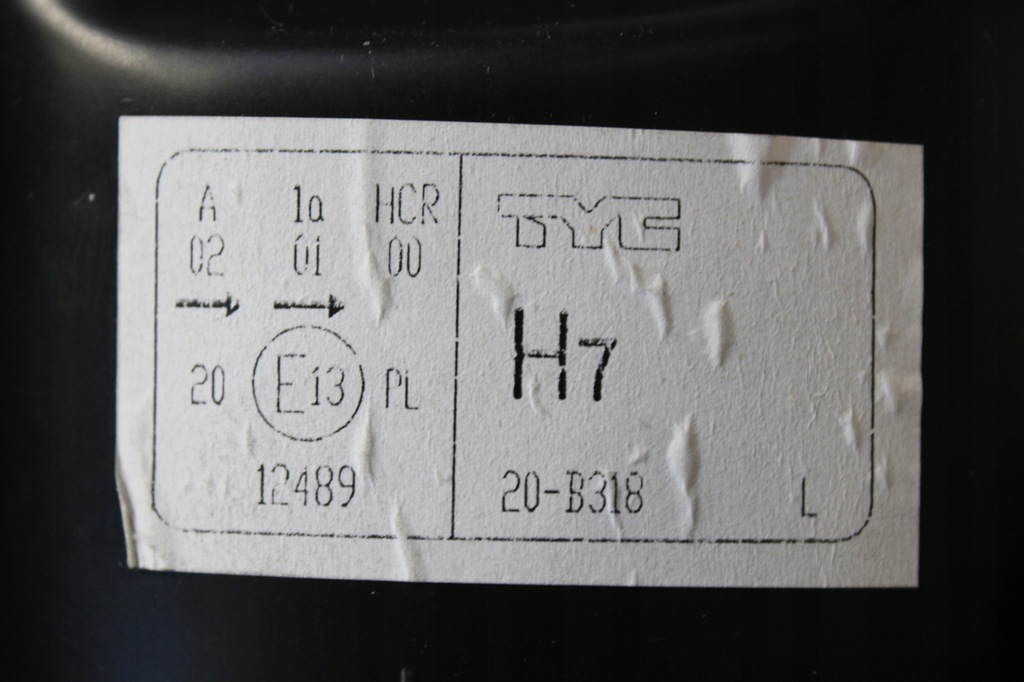 A 1a HCR
02 01 00
20 E13 PL
12489
TYC
H7
20-B318 L